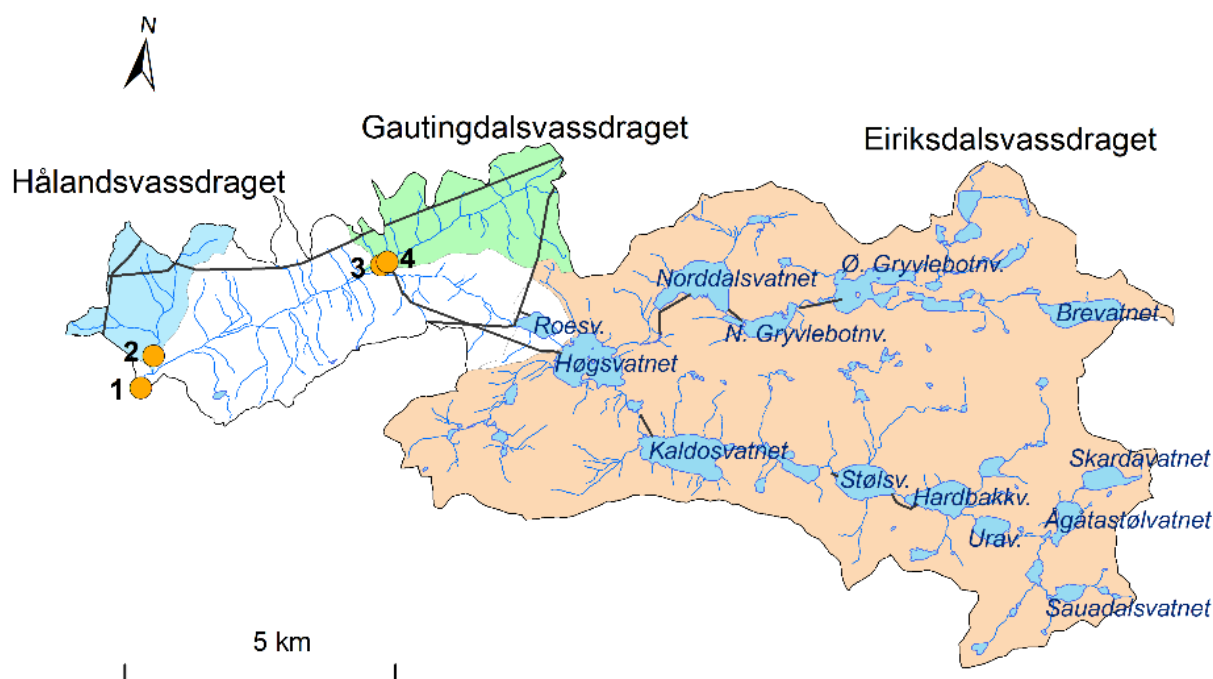 N
Gautingdalsvassdraget
Eiriksdalsvassdraget
Hålandsvassdraget
3
4
Norddalsvatnet
Ø. Gryvlebotnv.
Brevatnet
Roesv.
N. Gryvlebotnv.
2
Høgsvatnet
1
Kaldosvatnet
Skardavatnet
Stølsv.
Hardbakkv.
Ågåtastølvatnet
Urav.
Sauadalsvatnet
5 km